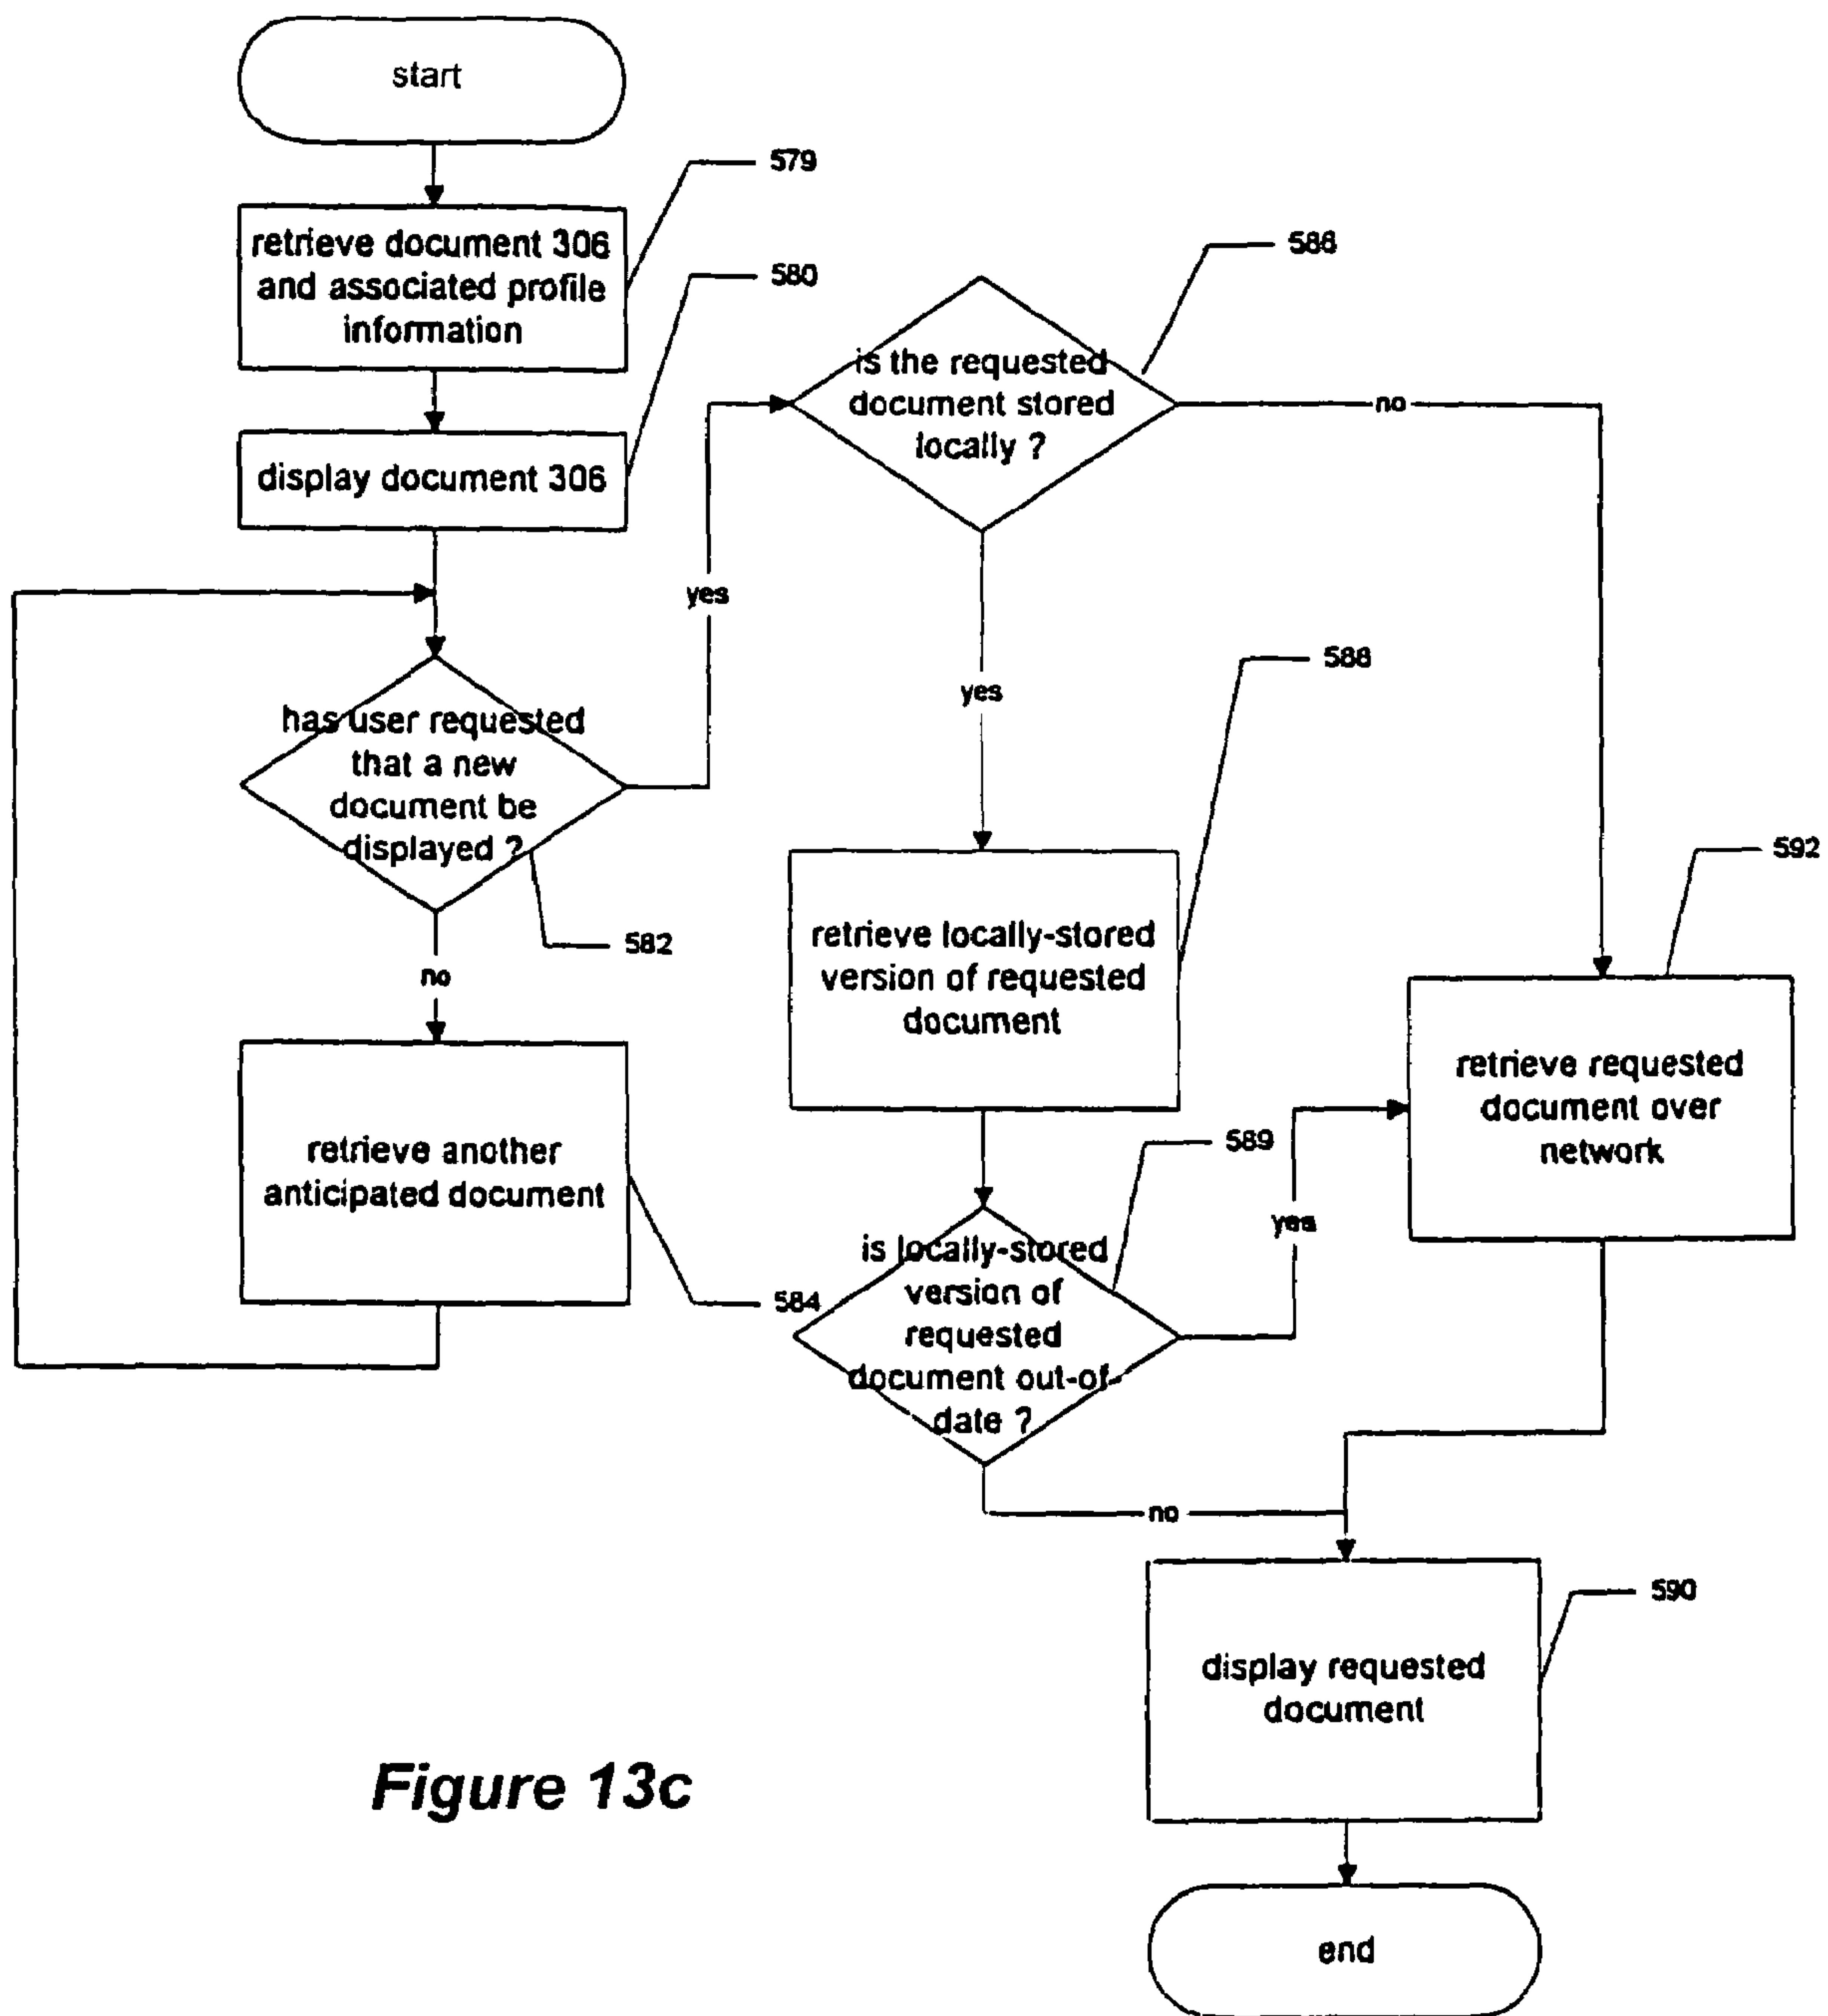 start
579
retrieve document 306
and associated profile
information
580
display document 306
586
is the requested
document stored
locally ?
no
yes
has user requested
that a new
document be
displayed ?
582
no
yes
588
retrieve locally-stored
version of requested
document
592
retrieve requested
document over
network
retrieve another
anticipated document
584
589
is locally-stored
version of
requested
document out-of-
date ?
yes
no
590
display requested
document
Figure 13c
end